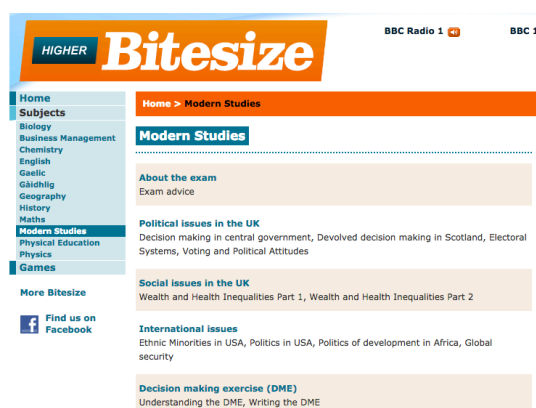 HIGHER
Bitesize
BBC Radio 1
BBC 1
Home
Subjects
Biology
Business Management
Chemistry
English
Gaelic
Gàidhlig
Geography
History
Maths
Modern Studies
Physical Education
Physics
Games
More Bitesize
Find us on
Facebook
Home > Modern Studies
Modern Studies
About the exam
Exam advice
Political issues in the UK
Decision making in central government, Devolved decision making in Scotland, Electoral
Systems, Voting and Political Attitudes
Social issues in the UK
Wealth and Health Inequalities Part 1, Wealth and Health Inequalities Part 2
International issues
Ethnic Minorities in USA, Politics in USA, Politics of development in Africa, Global
security
Decision making exercise (DME)
Understanding the DME, Writing the DME